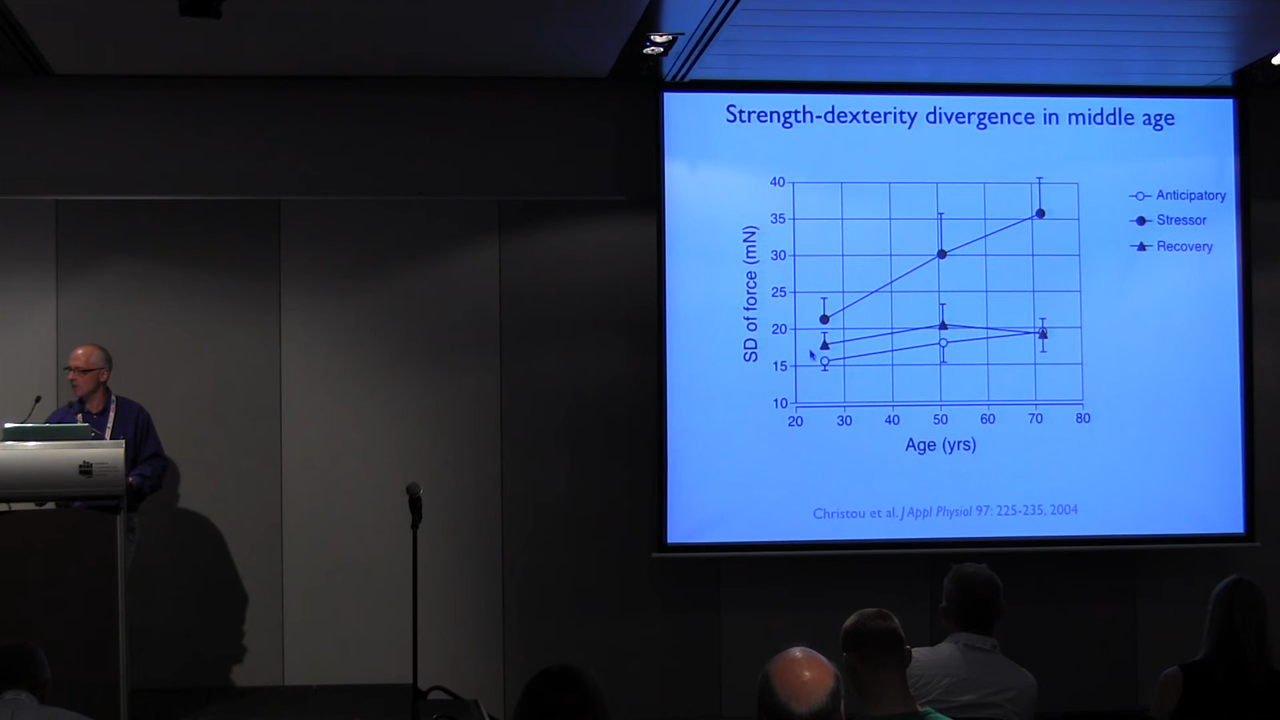 Strength-dexterity divergence in middle age
40
35
30
25
20
15
10
SD of force (mN)
20 30 40 50 60 70 80
Age (yrs)
Anticipatory
Stressor
Recovery
Christou et al. J Appl Physiol 97: 225-235, 2004